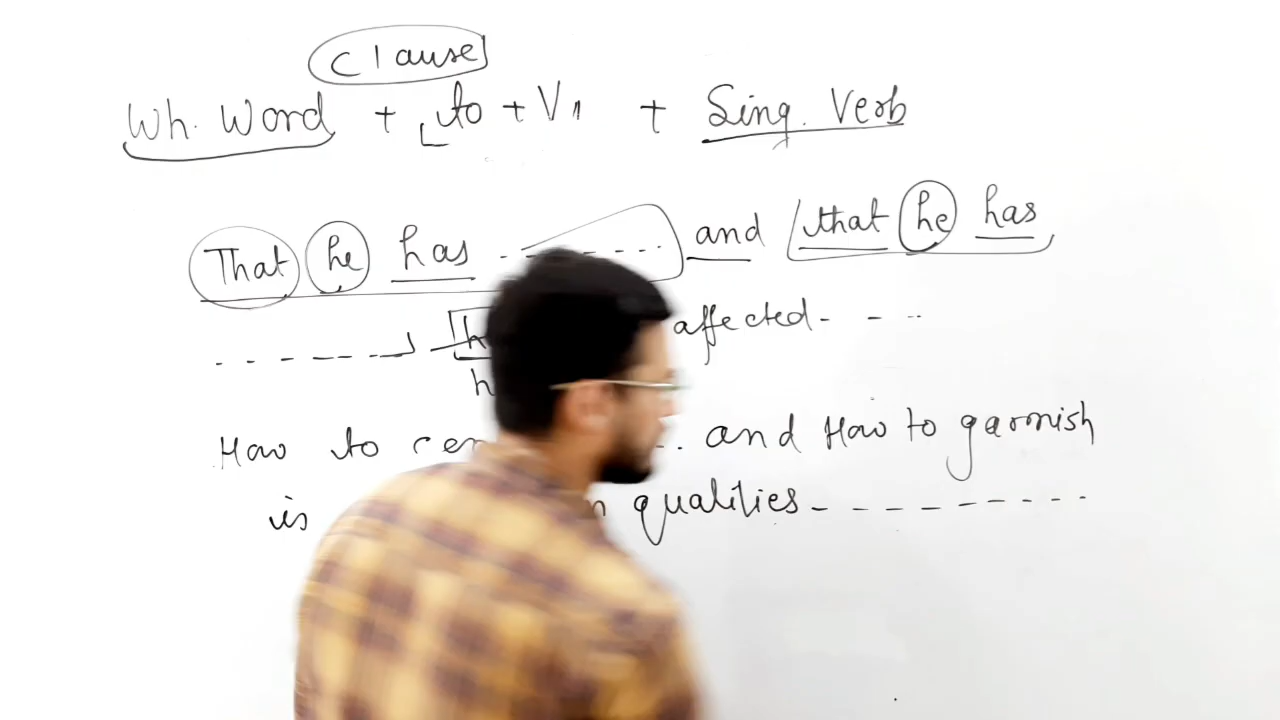 Clause
Wh. Word + to + V1 + Sing. Verb
That he has - - - - - - and that he has
- - - - - - - affected - - - -
How to . and How to garnish
is qualities - - - - - - - -